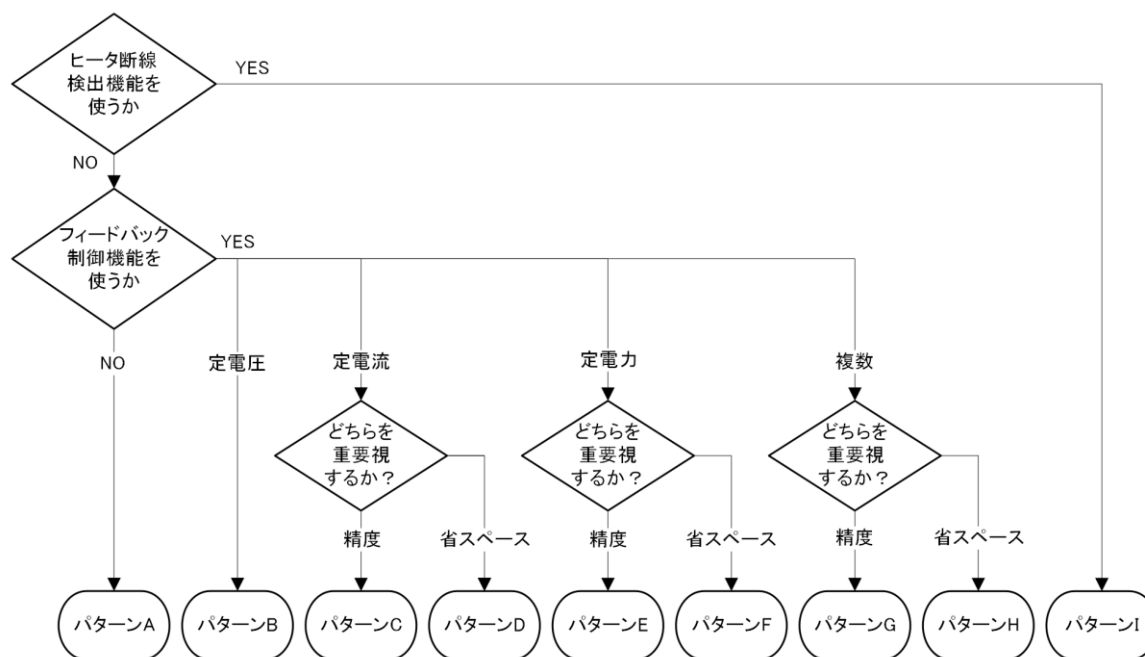 ヒータ断線
検出機能を
使うか
YES
NO
フィードバック
制御機能を
使うか
YES
NO
定電圧
定電流
定電力
複数
どちらを
重要視
するか？
どちらを
重要視
するか？
どちらを
重要視
するか？
精度
省スペース
精度
省スペース
精度
省スペース
パターンA
パターンB
パターンC
パターンD
パターンE
パターンF
パターンG
パターンH
パターンI